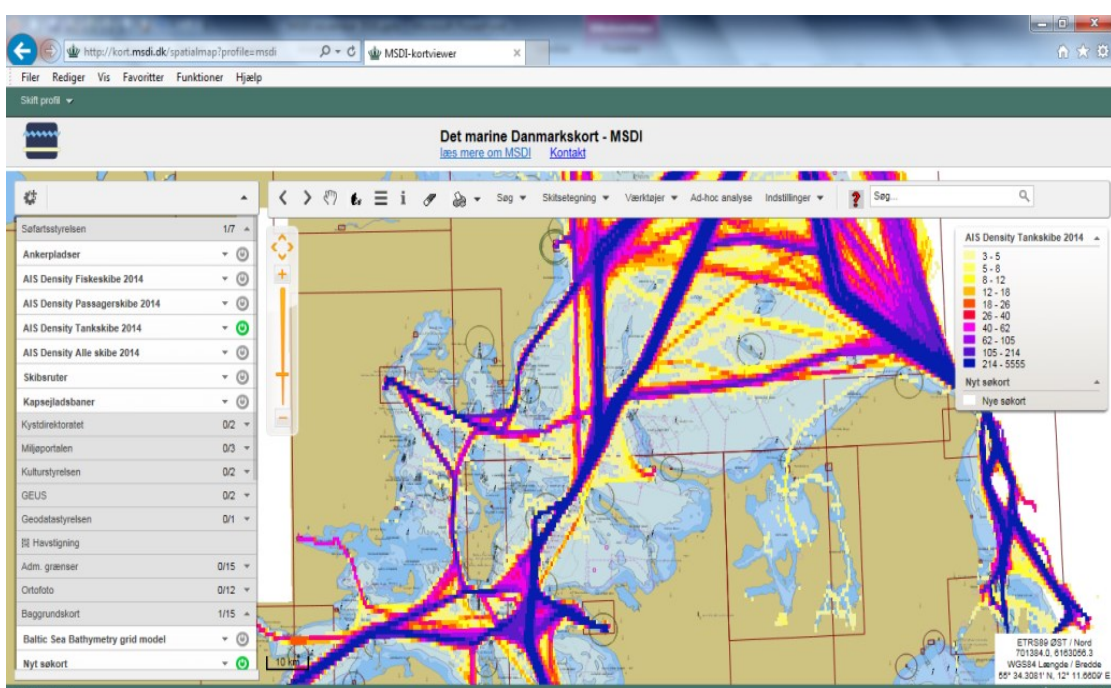 http://kort.msdi.dk/spatialmap?profile=msdi
MSDI-kortviewer
Filer Rediger Vis Favoritter Funktioner Hjælp
Skift profil
Det marine Danmarkskort - MSDI
læs mere om MSDI Kontakt
Søg Skitsetegning Værktøjer Ad-hoc analyse Indstillinger Søg...
Søfartsstyrelsen 1/7
Ankerpladser
AIS Density Fiskeskibe 2014
AIS Density Passagerskibe 2014
AIS Density Tankskibe 2014
AIS Density Alle skibe 2014
Skibsruter
Kapsejladsbaner
Kystdirektoratet 0/2
Miljøportalen 0/3
Kulturstyrelsen 0/2
GEUS 0/2
Geodatastyrelsen 0/1
Havstigning
Adm. grænser 0/15
Ortofoto 0/12
Baggrundskort 1/15
Baltic Sea Bathymetry grid model
Nyt søkort
AIS Density Tankskibe 2014
3 - 5
5 - 8
8 - 12
12 - 18
18 - 26
26 - 40
40 - 62
62 - 105
105 - 214
214 - 5555
Nyt søkort
Nye søkort
10 km
ETRS89 ØST / Nord
701384.0, 6163056.3
WGS84 Længde / Bredde
55° 34.3081' N, 12° 11.6609' E